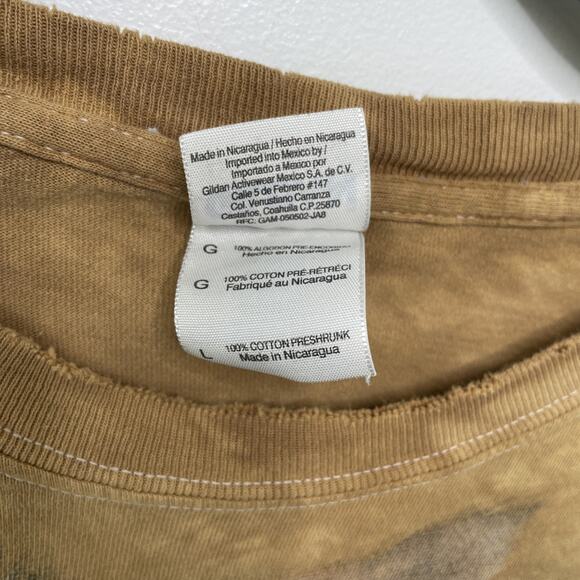 Made in Nicaragua / Hecho en Nicaragua
Imported into Mexico by /
Importado a Mexico por
Gildan Activewear Mexico S.A. de C.V.
Calle 5 de Febrero #147
Col. Venustiano Carranza
Castaños, Coahuila C.P. 25870
RFC: GAM-050502-JA8
G 100% ALGODON PRE-ENCOGIDO
Hecho en Nicaragua
G 100% COTON PRÉ-RÉTRÉCI
Fabriqué au Nicaragua
L 100% COTTON PRESHRUNK
Made in Nicaragua